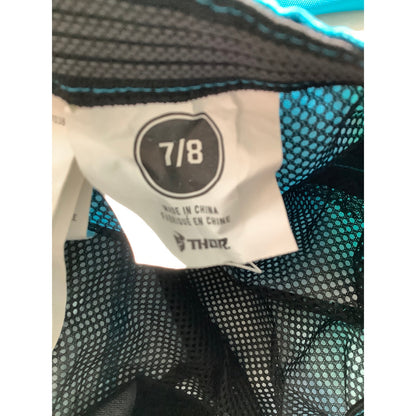 7/8
MADE IN CHINA
FABRIQUÉ EN CHINE
THOR